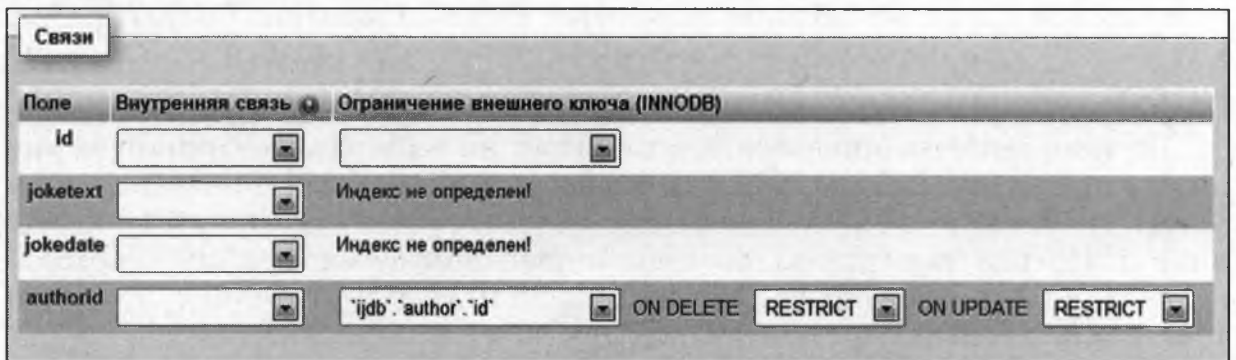 Связи
Поле Внутренняя связь Ограничение внешнего ключа (INNODB)
id
joketext Индекс не определен!
jokedate Индекс не определен!
authorid `ijdb`.`author`.`id` ON DELETE RESTRICT ON UPDATE RESTRICT